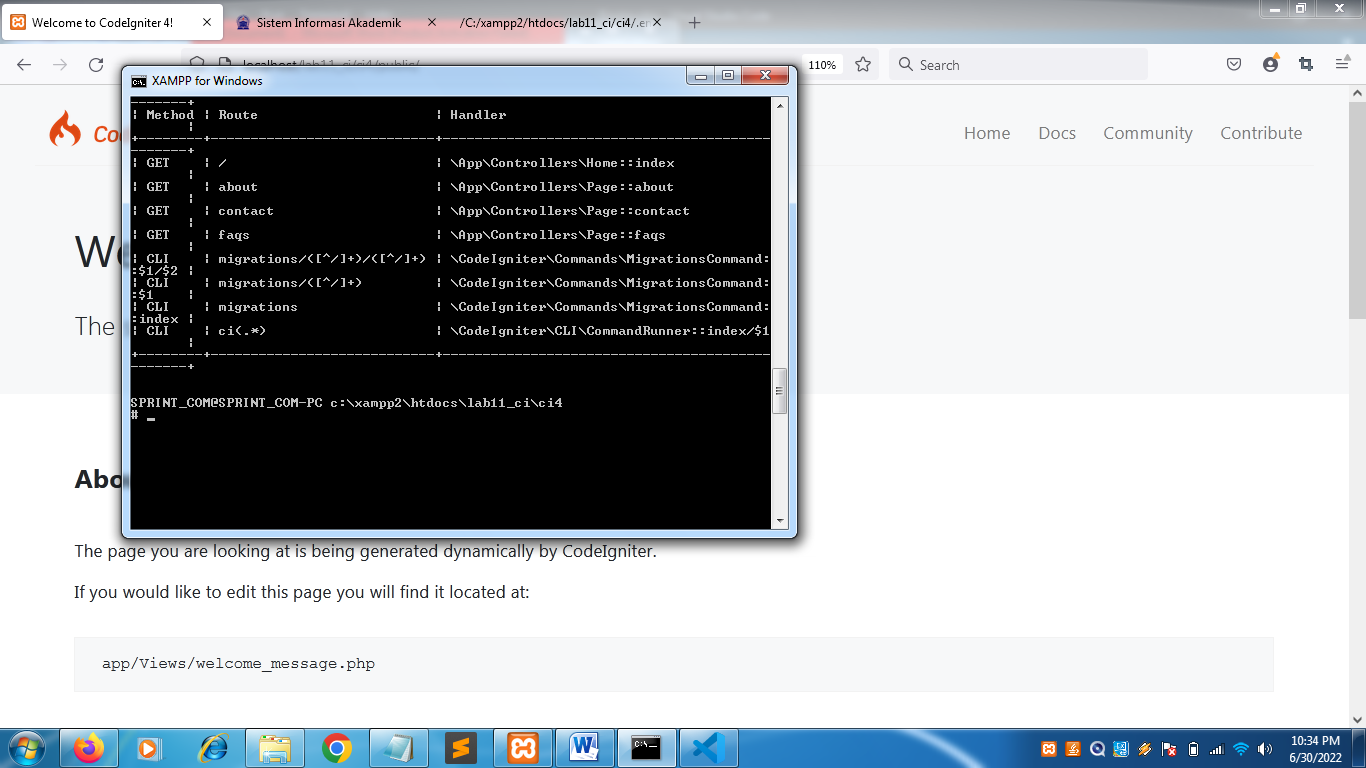 Welcome to CodeIgniter 4!
Sistem Informasi Akademik
/C:/xampp2/htdocs/lab11_ci/ci4/.en
localhost/lab11_ci/ci4/public/
110%
Search
XAMPP for Windows
-------+
¦ Method ¦ Route ¦ Handler
¦
+--------+----------------------------+-----------------------------------------
-------+
¦ GET ¦ / ¦ \App\Controllers\Home::index
¦
¦ GET ¦ about ¦ \App\Controllers\Page::about
¦
¦ GET ¦ contact ¦ \App\Controllers\Page::contact
¦
¦ GET ¦ faqs ¦ \App\Controllers\Page::faqs
¦
¦ CLI ¦ migrations/([^/]+)/([^/]+) ¦ \CodeIgniter\Commands\MigrationsCommand:
:$1/$2 ¦
¦ CLI ¦ migrations/([^/]+) ¦ \CodeIgniter\Commands\MigrationsCommand:
:$1 ¦
¦ CLI ¦ migrations ¦ \CodeIgniter\Commands\MigrationsCommand:
:index ¦
¦ CLI ¦ ci(.*) ¦ \CodeIgniter\CLI\CommandRunner::index/$1
¦
+--------+----------------------------+-----------------------------------------
-------+
SPRINT_COM@SPRINT_COM-PC c:\xampp2\htdocs\lab11_ci\ci4
# _
Home Docs Community Contribute
The
The page you are looking at is being generated dynamically by CodeIgniter.
If you would like to edit this page you will find it located at:
app/Views/welcome_message.php
10:34 PM
6/30/2022